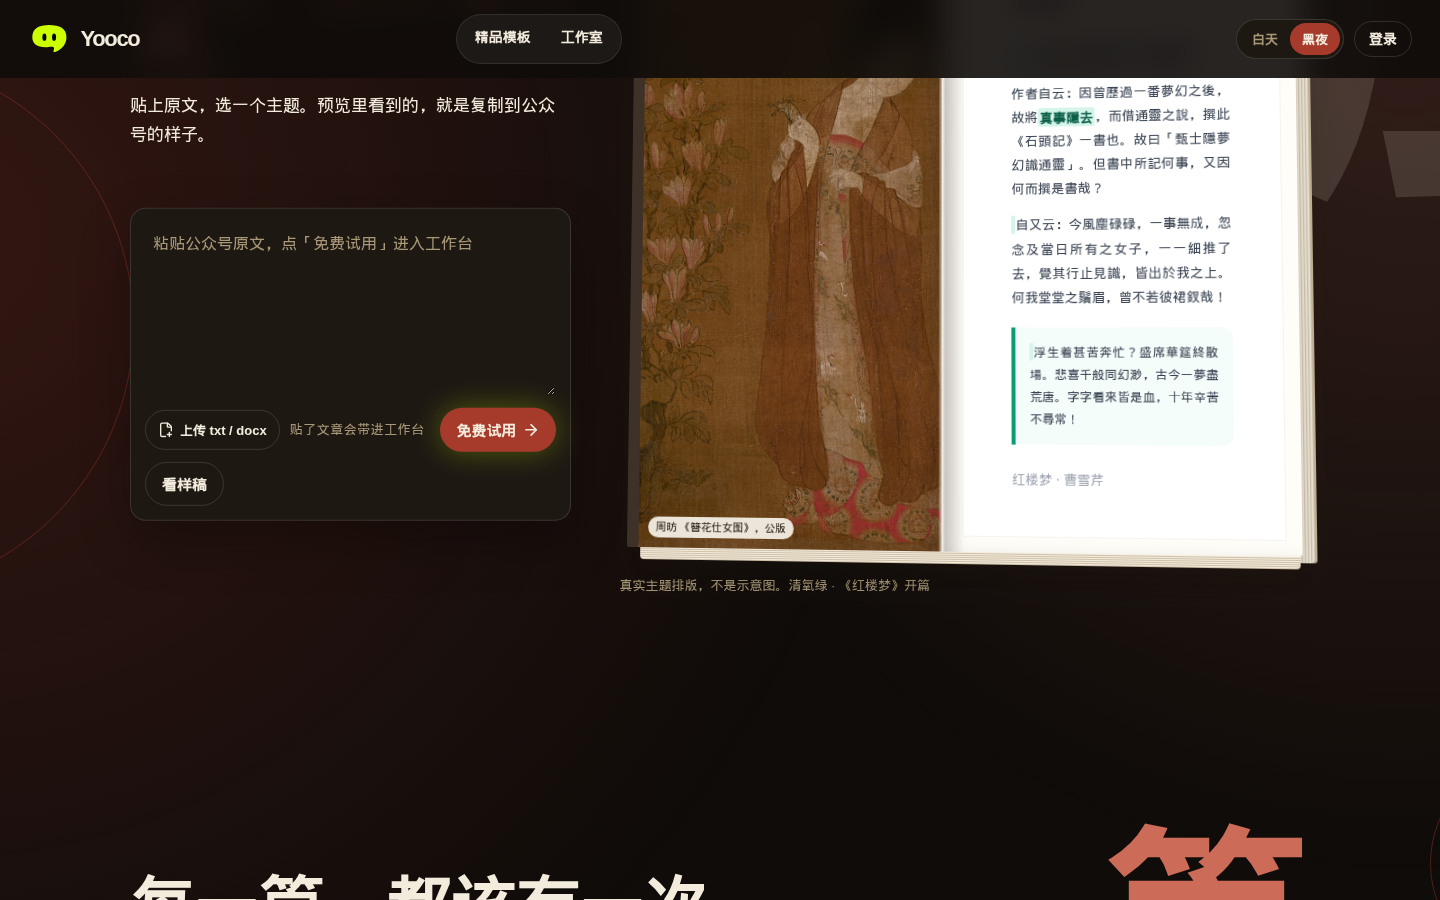 Yooco
精品模板
工作室
白天
黑夜
登录
贴上原文，选一个主题。预览里看到的，就是复制到公众
号的样子。
粘贴公众号原文，点「免费试用」进入工作台
上传 txt / docx
贴了文章会带进工作台
免费试用
看样稿
作者自云：因曾歷過一番夢幻之後，
故將真事隱去，而借通靈之說，撰此
《石頭記》一書也。故曰「甄士隱夢
幻識通靈」。但書中所記何事，又因
何而撰是書哉？
自又云：今風塵碌碌，一事無成，忽
念及當日所有之女子，一一細推了
去，覺其行止見識，皆出於我之上。
何我堂堂之鬚眉，曾不若彼裙釵哉！
浮生着甚苦奔忙？盛席華筵終散
場。悲喜千般同幻渺，古今一夢盡
荒唐。字字看來皆是血，十年辛苦
不尋常！
红楼梦 · 曹雪芹
周昉《簪花仕女图》，公版
真实主题排版，不是示意图。清氧绿 · 《红楼梦》开篇
每一篇，都该有一次